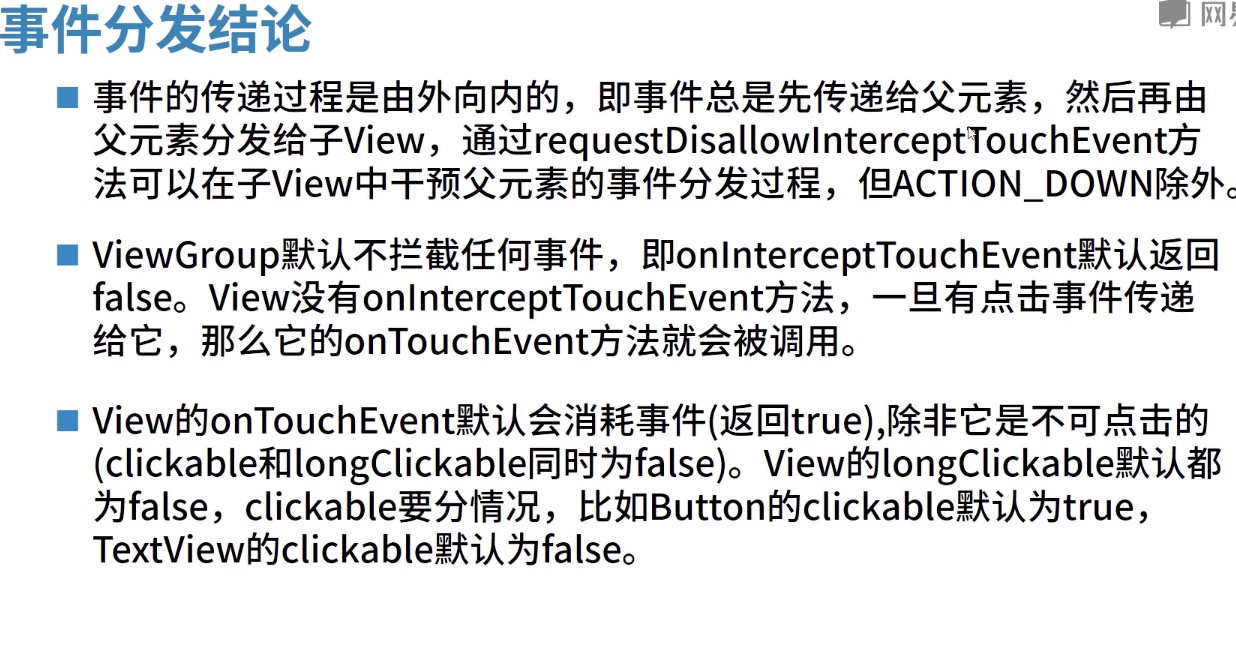 事件分发结论
网
事件的传递过程是由外向内的，即事件总是先传递给父元素，然后再由
父元素分发给子View，通过requestDisallowInterceptTouchEvent方
法可以在子View中干预父元素的事件分发过程，但ACTION_DOWN除外。
ViewGroup默认不拦截任何事件，即onInterceptTouchEvent默认返回
false。View没有onInterceptTouchEvent方法，一旦有点击事件传递
给它，那么它的onTouchEvent方法就会被调用。
View的onTouchEvent默认会消耗事件(返回true),除非它是不可点击的
(clickable和longClickable同时为false)。View的longClickable默认都
为false，clickable要分情况，比如Button的clickable默认为true，
TextView的clickable默认为false。